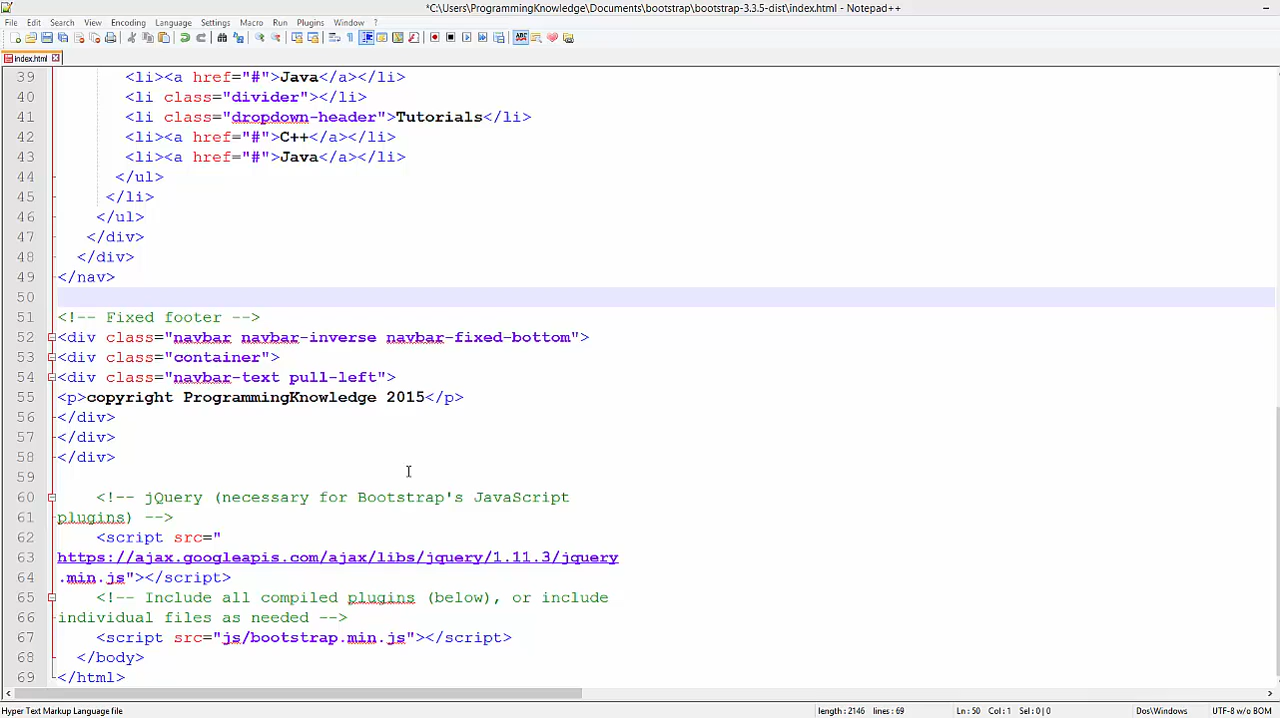 *C:\Users\ProgrammingKnowledge\Documents\bootstrap\bootstrap-3.3.5-dist\index.html - Notepad++
File Edit Search View Encoding Language Settings Macro Run Plugins Window ?
index.html
39 <li><a href="#">Java</a></li>
40 <li class="divider"></li>
41 <li class="dropdown-header">Tutorials</li>
42 <li><a href="#">C++</a></li>
43 <li><a href="#">Java</a></li>
44 </ul>
45 </li>
46 </ul>
47 </div>
48 </div>
49 </nav>
50
51 <!-- Fixed footer -->
52 <div class="navbar navbar-inverse navbar-fixed-bottom">
53 <div class="container">
54 <div class="navbar-text pull-left">
55 <p>copyright ProgrammingKnowledge 2015</p>
56 </div>
57 </div>
58 </div>
59
60 <!-- jQuery (necessary for Bootstrap's JavaScript
61 plugins) -->
62 <script src="
63 https://ajax.googleapis.com/ajax/libs/jquery/1.11.3/jquery
64 .min.js"></script>
65 <!-- Include all compiled plugins (below), or include
66 individual files as needed -->
67 <script src="js/bootstrap.min.js"></script>
68 </body>
69 </html>
Hyper Text Markup Language file length : 2146 lines : 69 Ln : 50 Col : 1 Sel : 0 | 0 Dos\Windows UTF-8 w/o BOM